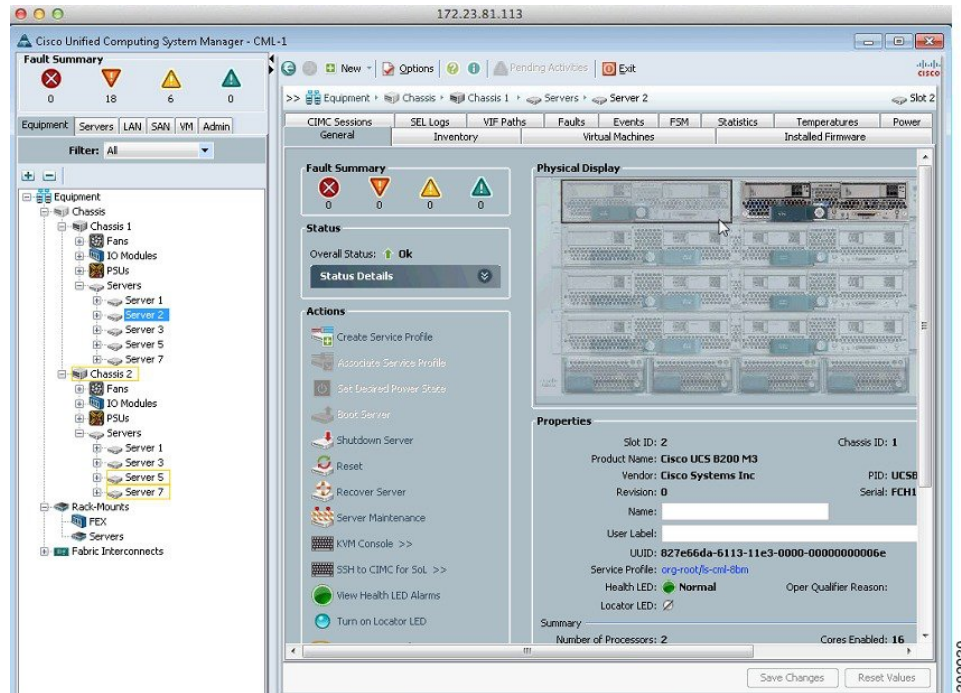 172.23.81.113
Cisco Unified Computing System Manager - CML-1
Fault Summary
0 18 6 0
Equipment Servers LAN SAN VM Admin
Filter: All
Equipment
Chassis
Chassis 1
Fans
IO Modules
PSUs
Servers
Server 1
Server 2
Server 3
Server 5
Server 7
Chassis 2
Fans
IO Modules
PSUs
Servers
Server 1
Server 3
Server 5
Server 7
Rack-Mounts
FEX
Servers
Fabric Interconnects
New Options Pending Activities Exit
CISCO
>> Equipment Chassis Chassis 1 Servers Server 2 Slot 2
CIMC Sessions SEL Logs VIF Paths Faults Events FSM Statistics Temperatures Power
General Inventory Virtual Machines Installed Firmware
Fault Summary
0 0 0 0
Status
Overall Status: Ok
Status Details
Actions
Create Service Profile
Associate Service Profile
Set Desired Power State
Boot Server
Shutdown Server
Reset
Recover Server
Server Maintenance
KVM Console >>
SSH to CIMC for SoL >>
View Health LED Alarms
Turn on Locator LED
Physical Display
Properties
Slot ID: 2 Chassis ID: 1
Product Name: Cisco UCS B200 M3
Vendor: Cisco Systems Inc PID: UCSB
Revision: 0 Serial: FCH1
Name:
User Label:
UUID: 827e66da-6113-11e3-0000-00000000006e
Service Profile: org-root/ls-cml-8bm
Health LED: Normal Oper Qualifier Reason:
Locator LED:
Summary
Number of Processors: 2 Cores Enabled: 16
Save Changes Reset Values